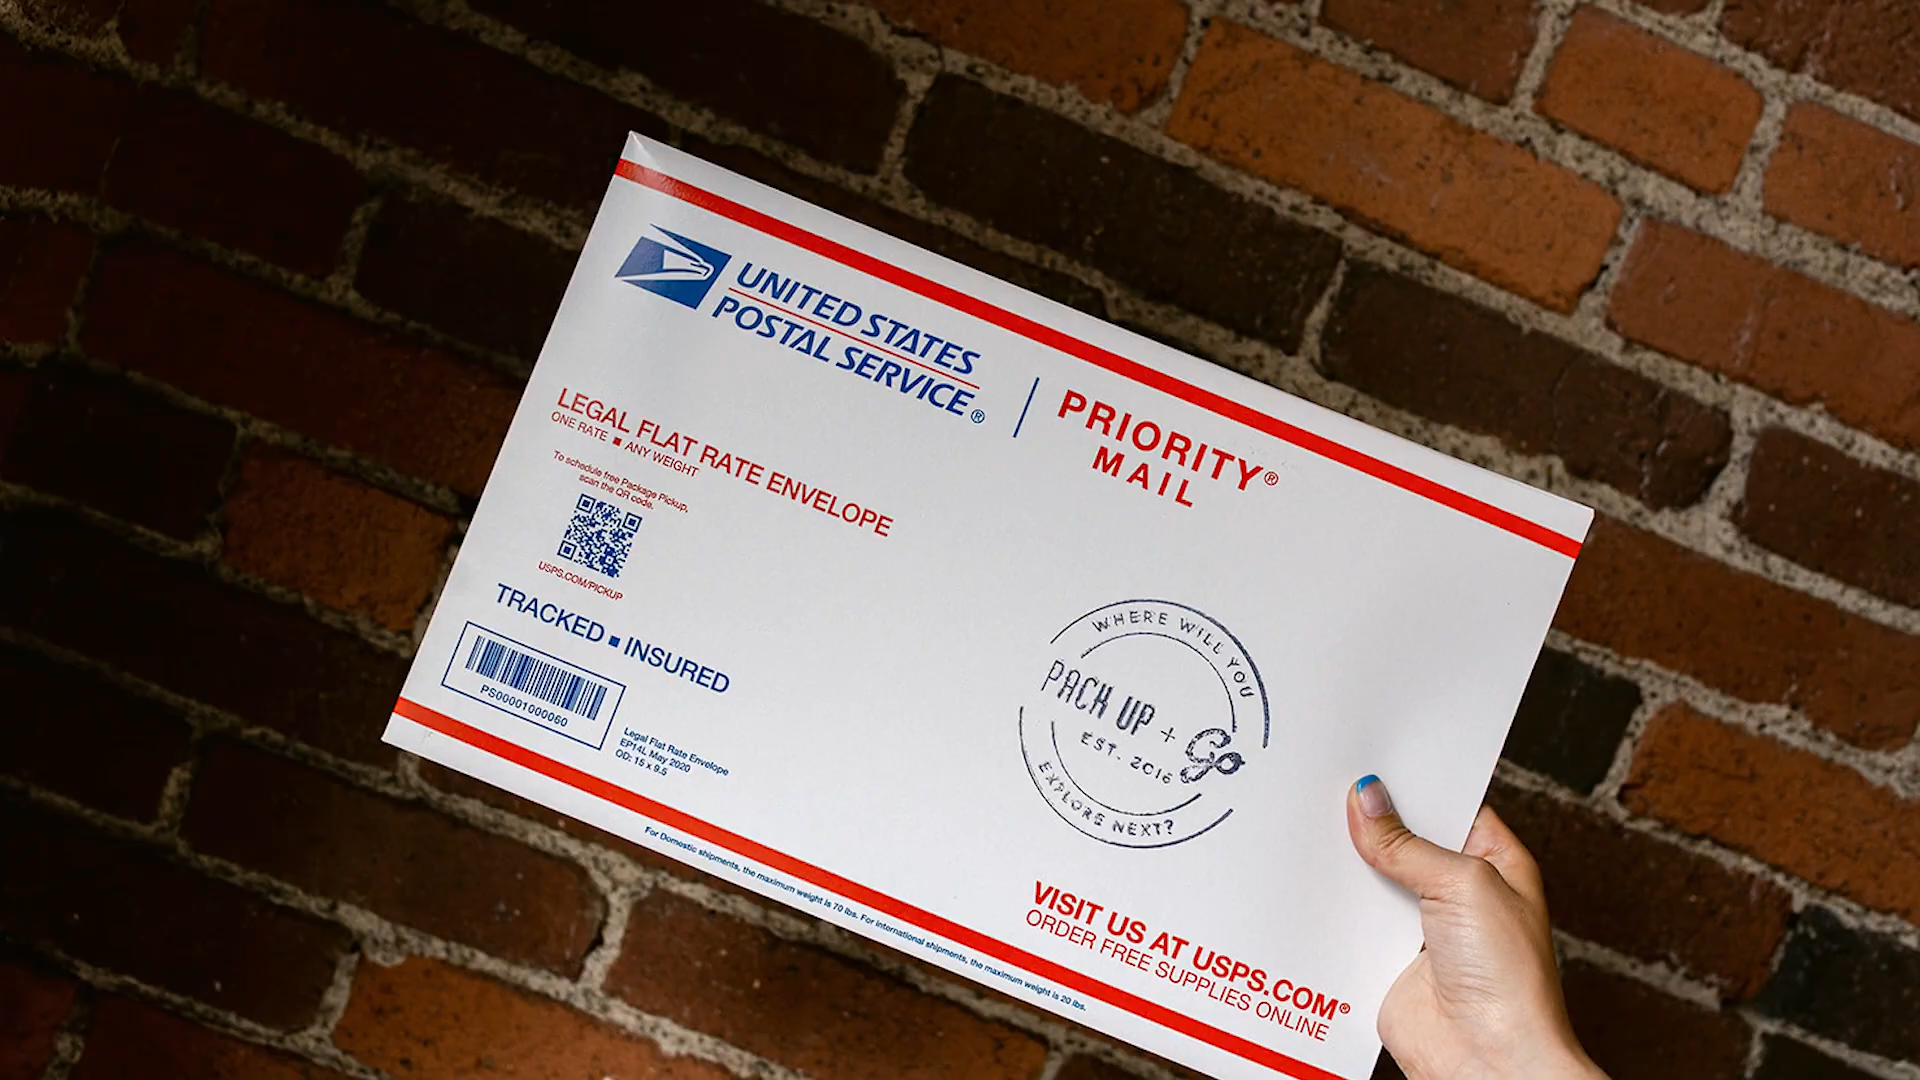 UNITED STATES
POSTAL SERVICE®
PRIORITY®
MAIL
LEGAL FLAT RATE ENVELOPE
ONE RATE ■ ANY WEIGHT
To schedule free Package Pickup,
scan the QR code.
USPS.COM/PICKUP
TRACKED ■ INSURED
PS00001000060
Legal Flat Rate Envelope
EP14L May 2020
OD: 15 x 9.5
WHERE WILL YOU
PACK UP + Go
EST. 2016
EXPLORE NEXT?
VISIT US AT USPS.COM®
ORDER FREE SUPPLIES ONLINE
For Domestic shipments, the maximum weight is 70 lbs. For international shipments, the maximum weight is 20 lbs.